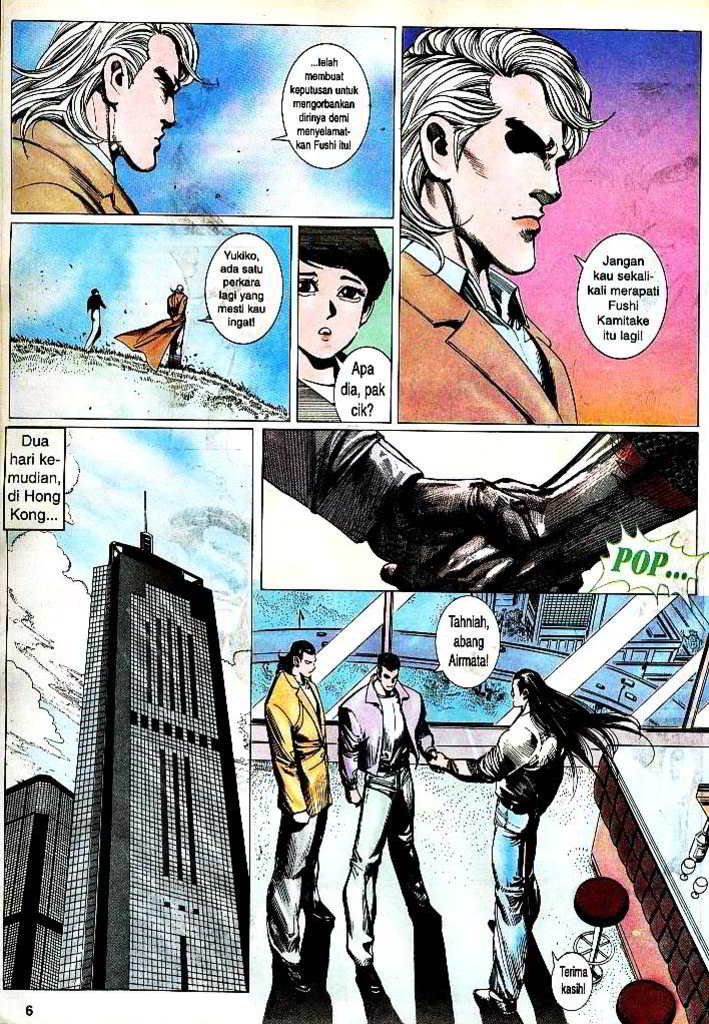 ...lelah
membuat
keputusan untuk
mengorbankan
dirinya demi
menyelamat-
kan Fushi itu!
Yukiko,
ada satu
perkara
lagi yang
mesti kau
ingat!
Apa
dia, pak
cik?
Jangan
kau sekali-
kali merapati
Fushi
Kamitake
itu lagi!
Dua
hari ke-
mudian,
di Hong
Kong...
POP...
Tahniah,
abang
Airmata!
Terima
kasih!
6